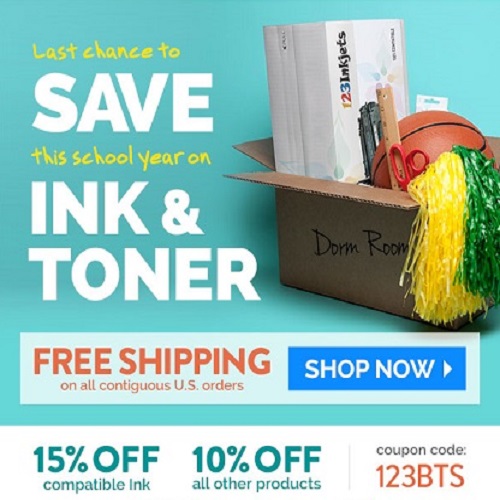 Last chance to
SAVE
this school year on
INK &
TONER
123inkjets
Dorm Room
FREE SHIPPING
on all contiguous U.S. orders
SHOP NOW
15% OFF
compatible Ink
10% OFF
all other products
coupon code:
123BTS